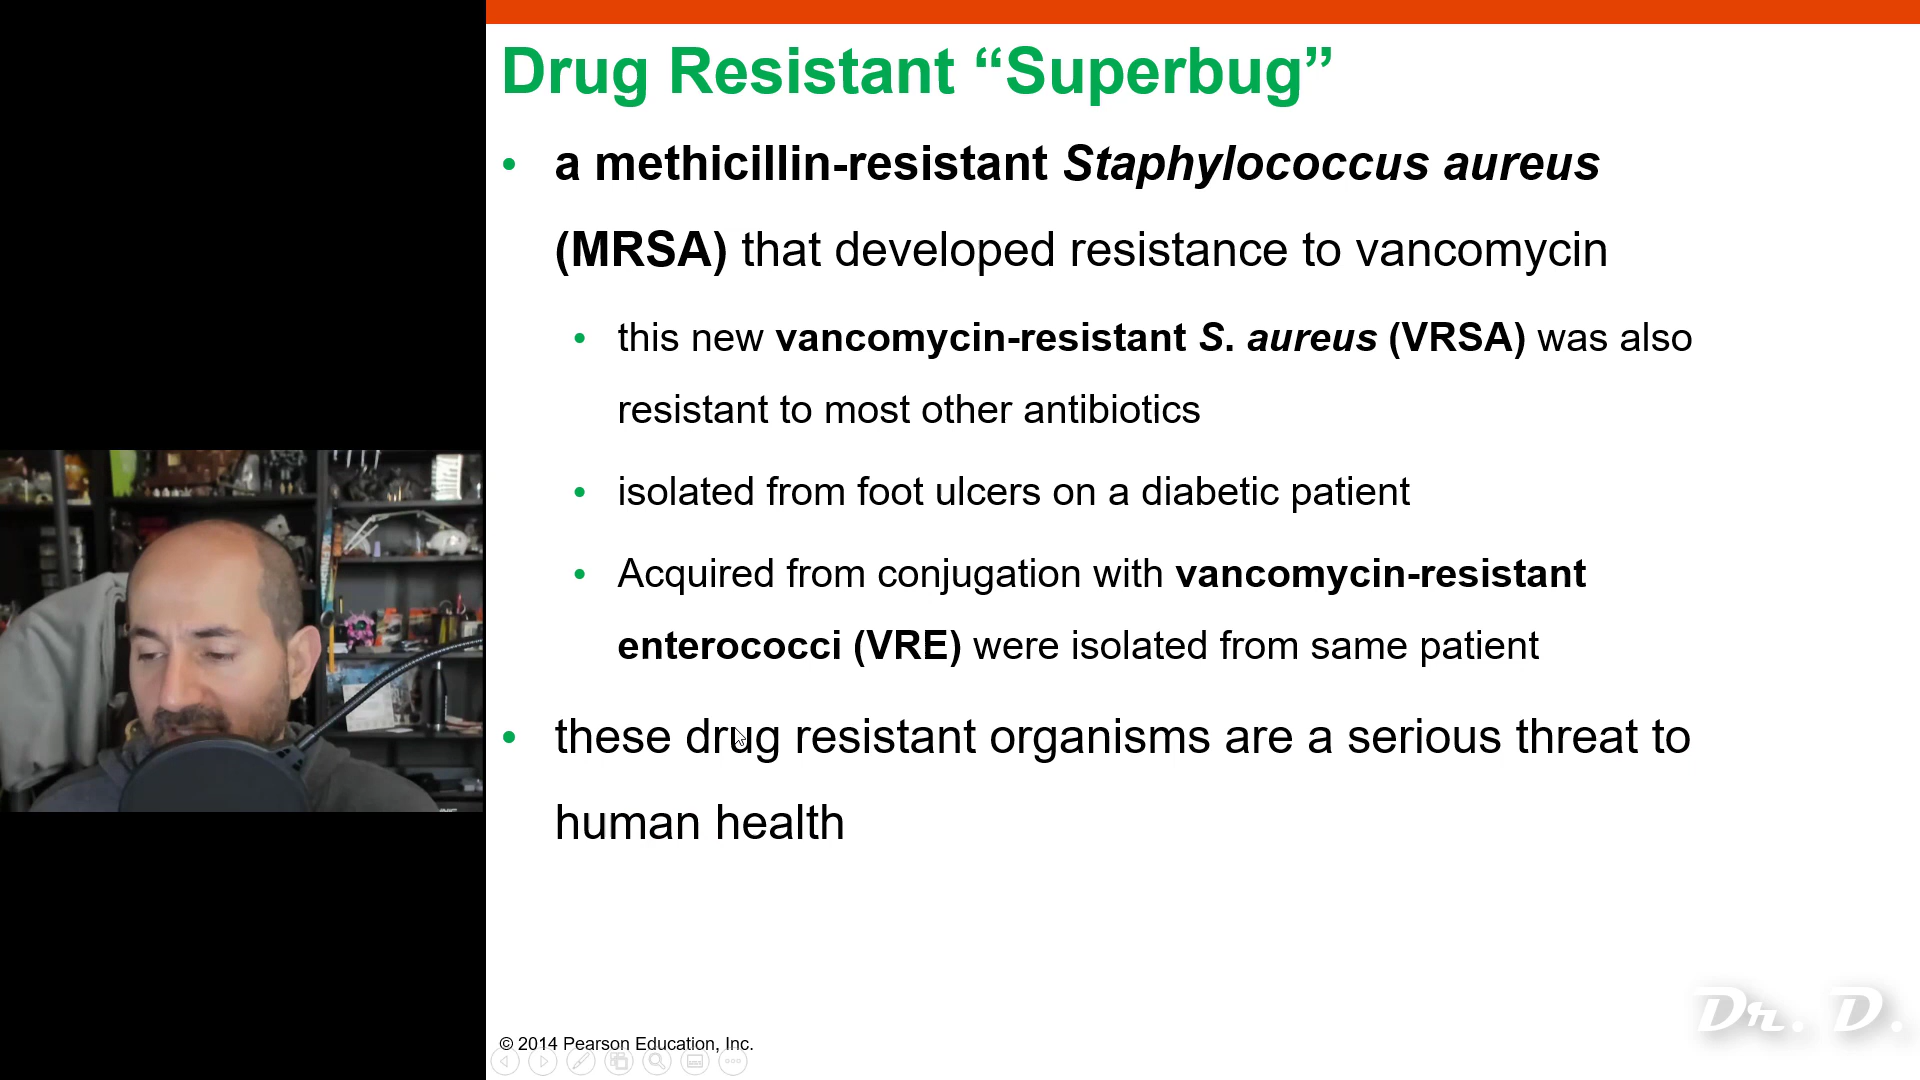 Drug Resistant “Superbug”
• a methicillin-resistant Staphylococcus aureus
(MRSA) that developed resistance to vancomycin
• this new vancomycin-resistant S. aureus (VRSA) was also
resistant to most other antibiotics
• isolated from foot ulcers on a diabetic patient
• Acquired from conjugation with vancomycin-resistant
enterococci (VRE) were isolated from same patient
• these drug resistant organisms are a serious threat to
human health
Dr. D.
© 2014 Pearson Education, Inc.